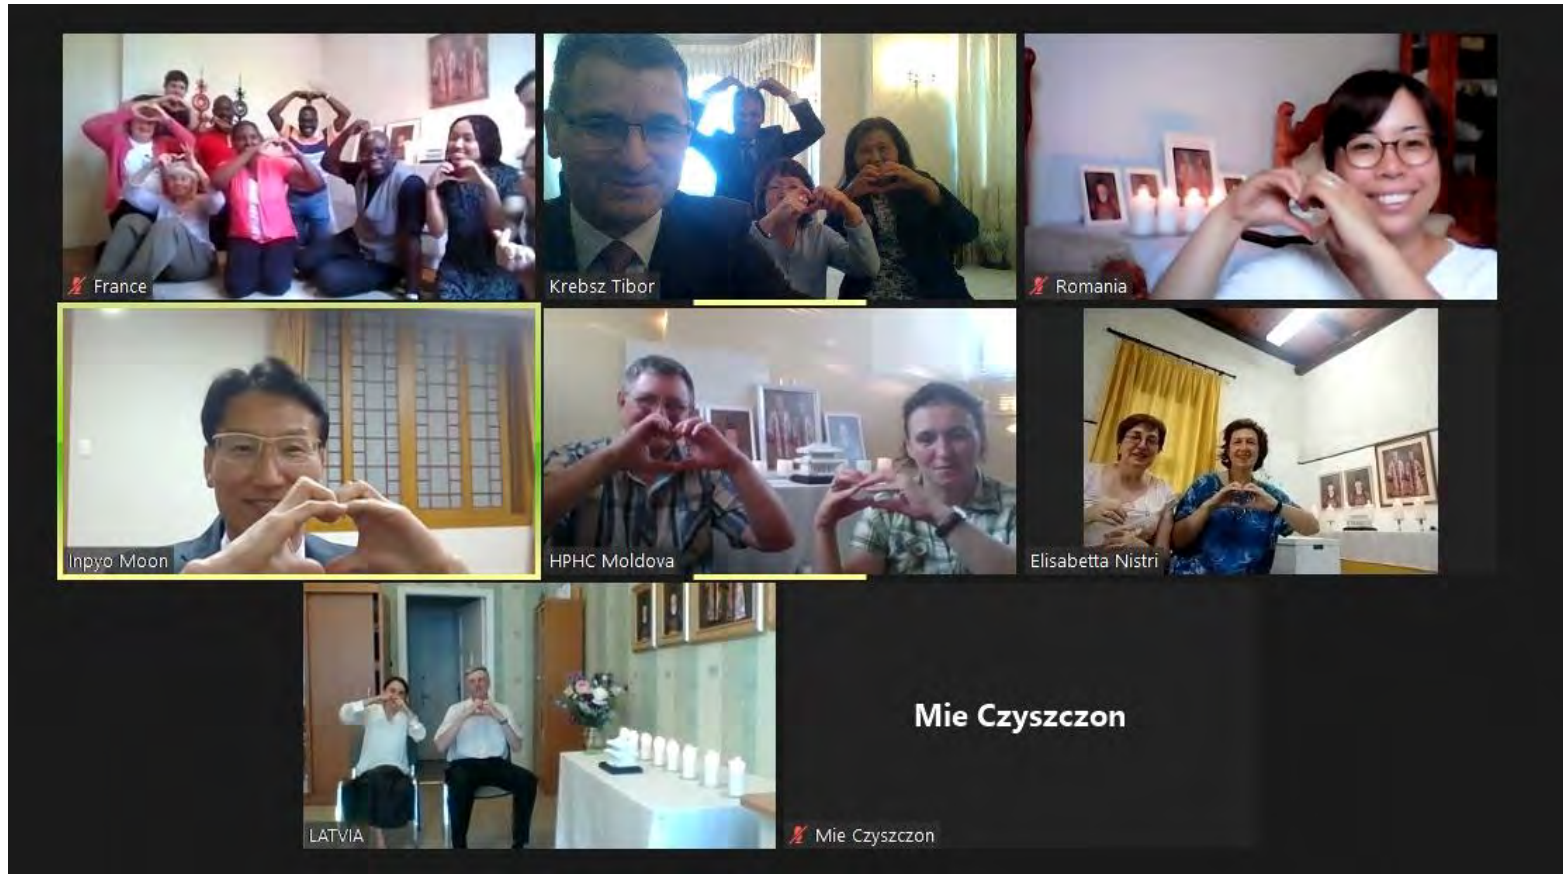 France
Krebsz Tibor
Romania
Inpyo Moon
HPHC Moldova
Elisabetta Nistri
LATVIA
Mie Czyszczon
Mie Czyszczon